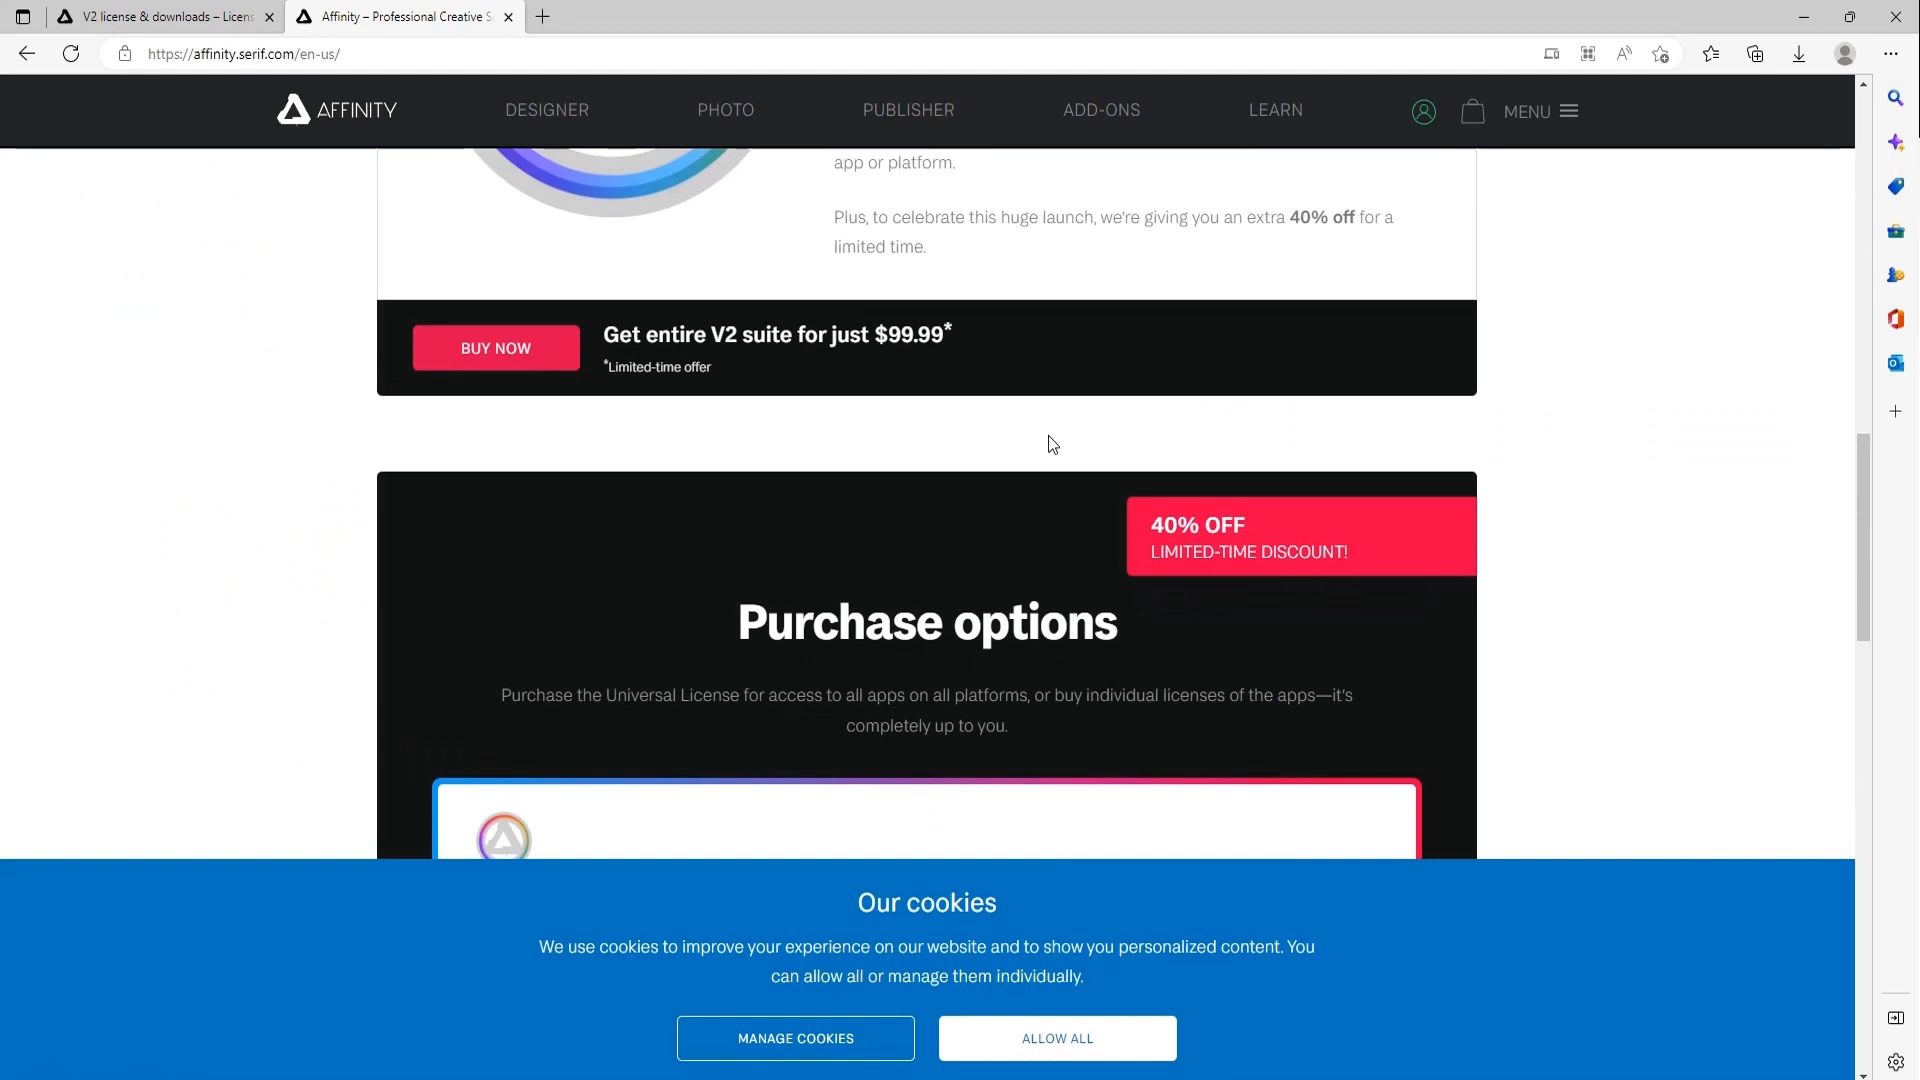 V2 license & downloads – Licens
Affinity – Professional Creative S
https://affinity.serif.com/en-us/
AFFINITY
DESIGNER
PHOTO
PUBLISHER
ADD-ONS
LEARN
MENU
app or platform.
Plus, to celebrate this huge launch, we're giving you an extra 40% off for a
limited time.
BUY NOW
Get entire V2 suite for just $99.99*
*Limited-time offer
40% OFF
LIMITED-TIME DISCOUNT!
Purchase options
Purchase the Universal License for access to all apps on all platforms, or buy individual licenses of the apps—it's
completely up to you.
Our cookies
We use cookies to improve your experience on our website and to show you personalized content. You
can allow all or manage them individually.
MANAGE COOKIES
ALLOW ALL